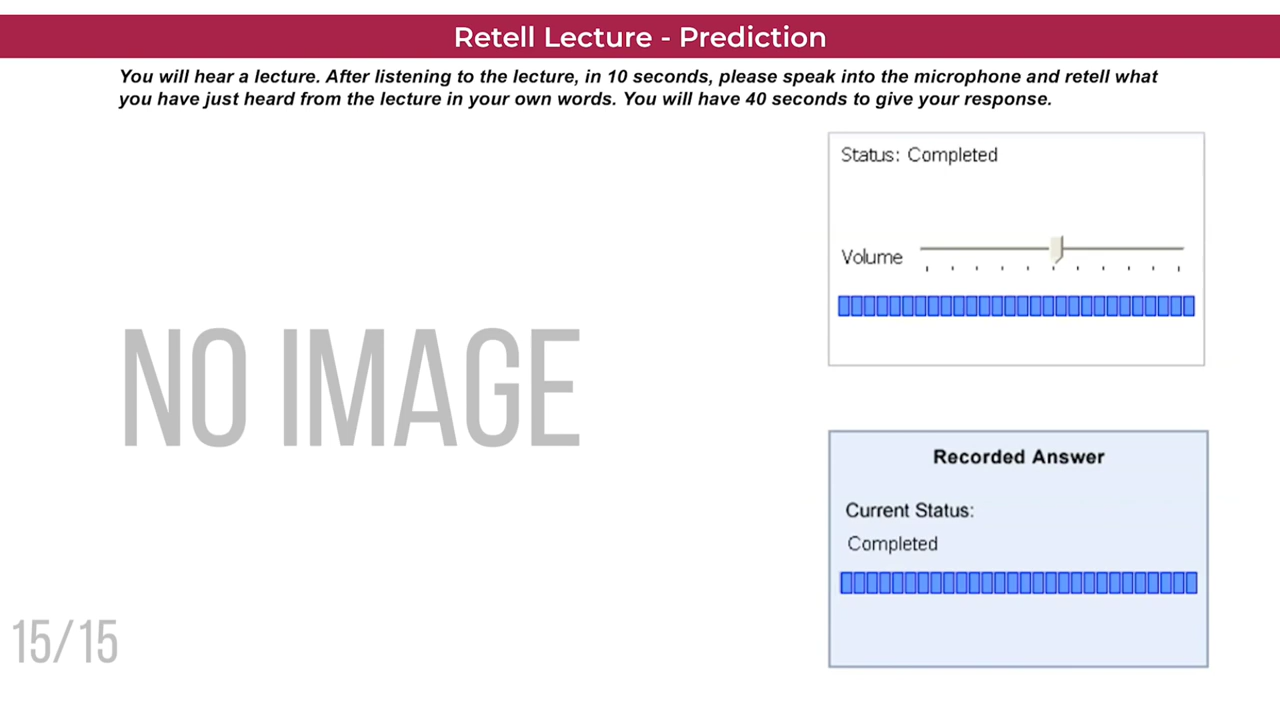 Retell Lecture - Prediction
You will hear a lecture. After listening to the lecture, in 10 seconds, please speak into the microphone and retell what
you have just heard from the lecture in your own words. You will have 40 seconds to give your response.
Status: Completed
Volume
NO IMAGE
Recorded Answer
Current Status:
Completed
15/15